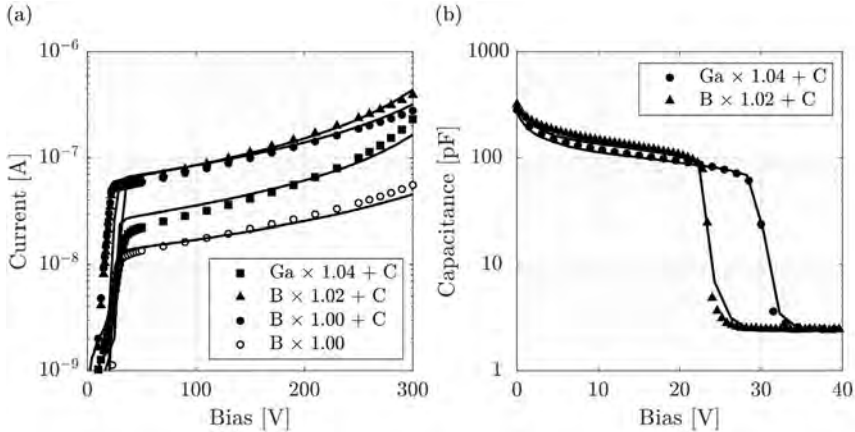 (a)
10⁻⁶
10⁻⁷
10⁻⁸
10⁻⁹
Current [A]
0
100
200
300
Bias [V]
Ga × 1.04 + C
B × 1.02 + C
B × 1.00 + C
B × 1.00
(b)
1000
100
10
1
Capacitance [pF]
0
10
20
30
40
Bias [V]
Ga × 1.04 + C
B × 1.02 + C